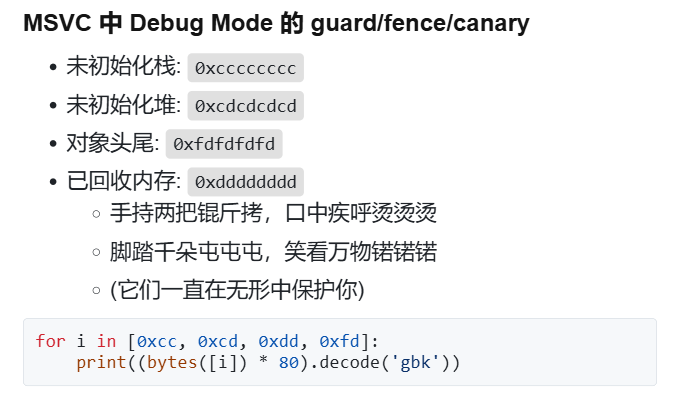 MSVC 中 Debug Mode 的 guard/fence/canary
未初始化栈: 0xcccccccc
未初始化堆: 0xcdcdcdcd
对象头尾: 0xfdfdfdfd
已回收内存: 0xdddddddd
手持两把锟斤拷，口中疾呼烫烫烫
脚踏千朵屯屯屯，笑看万物锘锘锘
(它们一直在无形中保护你)
for i in [0xcc, 0xcd, 0xdd, 0xfd]:
    print((bytes([i]) * 80).decode('gbk'))